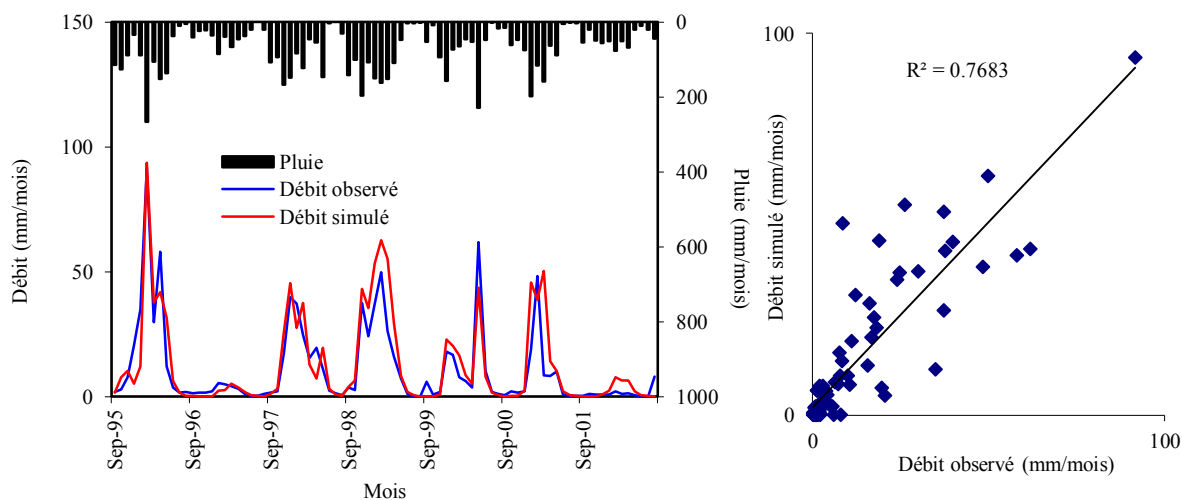 150
100
50
0
Débit (mm/mois)
0
200
400
600
800
1000
Pluie (mm/mois)
Pluie
Débit observé
Débit simulé
Sep-95
Sep-96
Sep-97
Sep-98
Sep-99
Sep-00
Sep-01
Mois
100
0
Débit simulé (mm/mois)
R² = 0.7683
0
100
Débit observé (mm/mois)